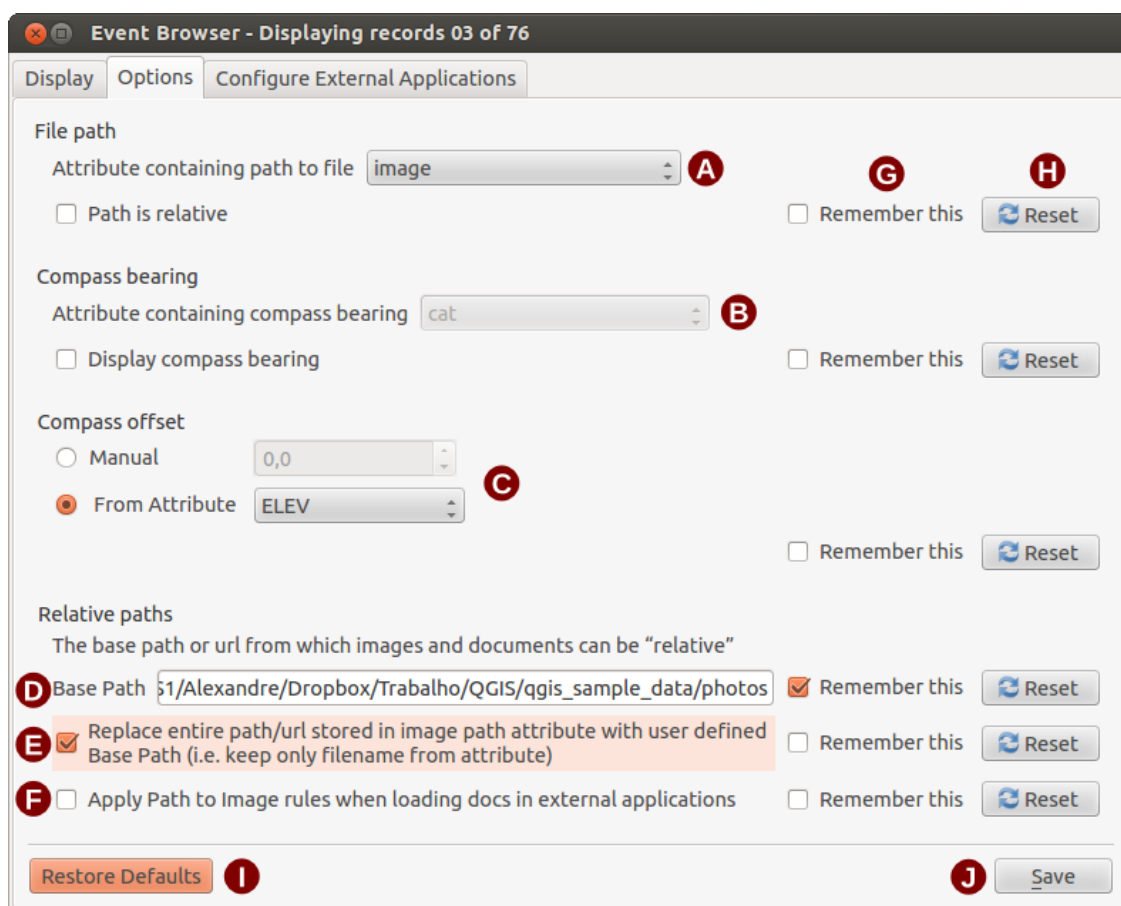 Event Browser - Displaying records 03 of 76
Display Options Configure External Applications
File path
Attribute containing path to file image A G H
Path is relative Remember this Reset
Compass bearing
Attribute containing compass bearing cat B
Display compass bearing Remember this Reset
Compass offset
Manual 0,0
C
From Attribute ELEV
Remember this Reset
Relative paths
The base path or url from which images and documents can be “relative”
D Base Path 51/Alexandre/Dropbox/Trabalho/QGIS/qgis_sample_data/photos Remember this Reset
E Replace entire path/url stored in image path attribute with user defined
Base Path (i.e. keep only filename from attribute) Remember this Reset
F Apply Path to Image rules when loading docs in external applications Remember this Reset
Restore Defaults I J Save